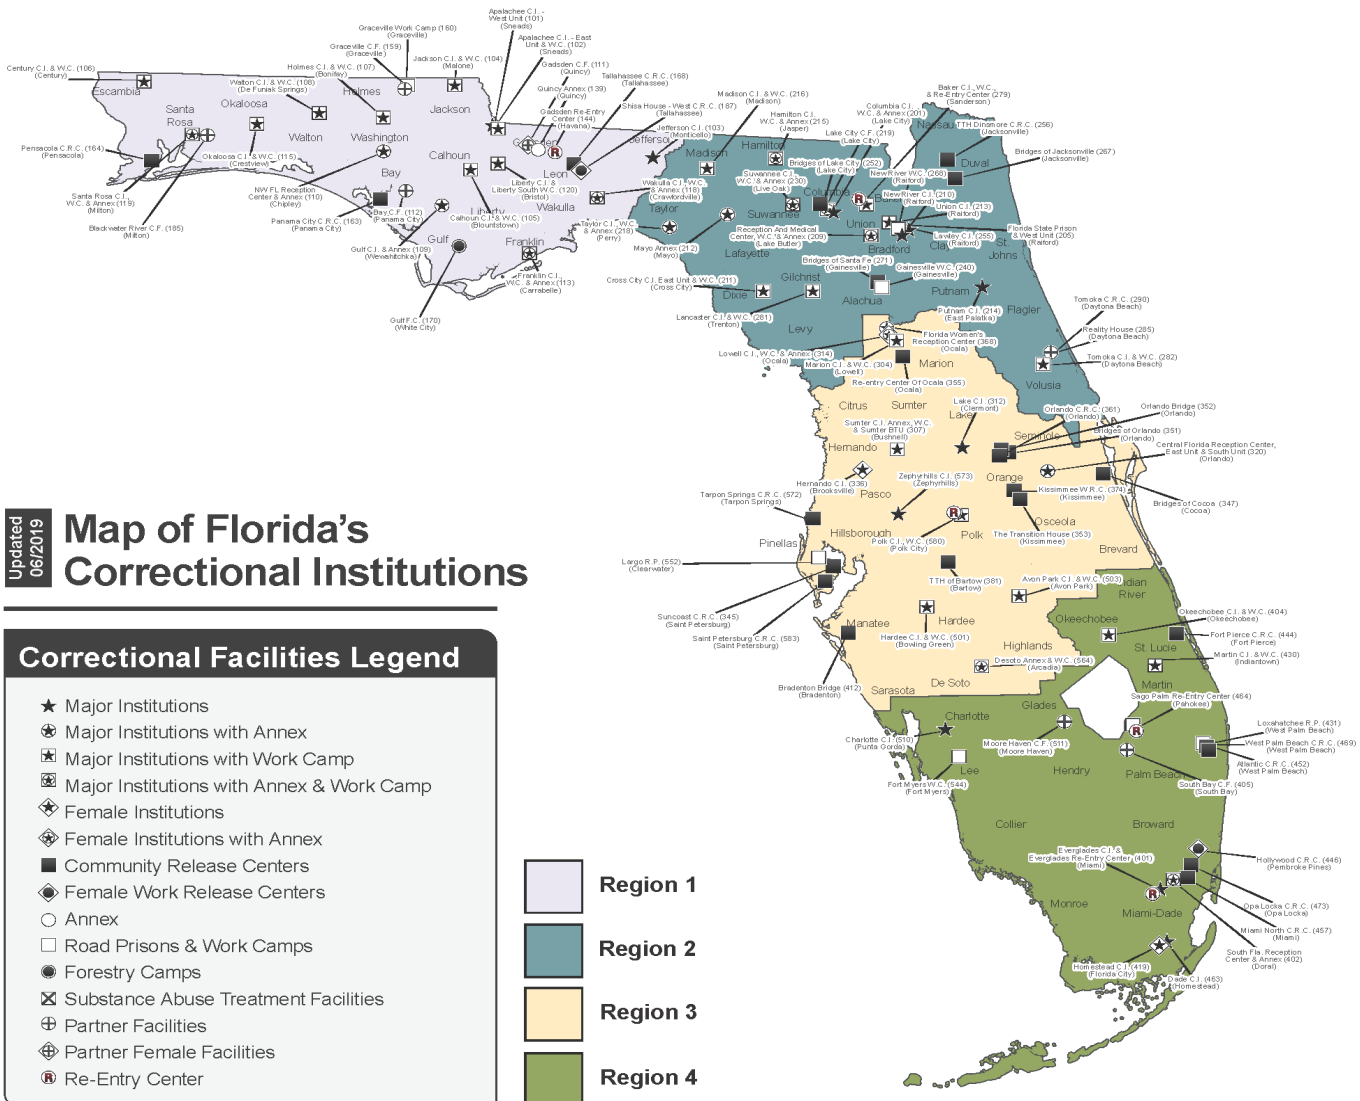 Apalachee C.I. -
West Unit (101)
(Sneads)
Graceville Work Camp (160)
(Graceville)
Apalachee C.I. - East
Unit & W.C. (102)
(Sneads)
Graceville C.F. (159)
(Graceville)
Jackson C.I. & W.C. (104)
(Malone)
Gadsden C.F. (111)
(Quincy)
Century C.I. & W.C. (106)
(Century)
Holmes C.I. & W.C. (107)
(Bonifay)
Walton C.I. & W.C. (108)
(De Funiak Springs)
Quincy Annex (139)
(Quincy)
Tallahassee C.R.C. (168)
(Tallahassee)
Gadsden Re-Entry
Center (144)
(Havana)
Shisa House - West C.R.C. (187)
(Tallahassee)
Madison C.I. & W.C. (216)
(Madison)
Hamilton C.I.
W.C. & Annex (215)
(Jasper)
Columbia C.I.
W.C. & Annex (201)
(Lake City)
Baker C.I., W.C.,
& Re-Entry Center (279)
(Sanderson)
TTH Dinsmore C.R.C. (256)
(Jacksonville)
Jefferson C.I. (103)
(Monticello)
Lake City C.F. (219)
(Lake City)
Bridges of Jacksonville (267)
(Jacksonville)
Escambia
Santa
Rosa
Okaloosa
Walton
Holmes
Washington
Jackson
Calhoun
Bay
Gulf
Liberty
Gadsden
Leon
Wakulla
Franklin
Jefferson
Pensacola C.R.C. (164)
(Pensacola)
Okaloosa C.I. & W.C. (115)
(Crestview)
Santa Rosa C.I.,
W.C. & Annex (119)
(Milton)
Blackwater River C.F. (185)
(Milton)
NW FL Reception
Center & Annex (110)
(Chipley)
Panama City C.R.C. (163)
(Panama City)
Bay C.F. (112)
(Panama City)
Calhoun C.I. & W.C. (105)
(Blountstown)
Liberty C.I. &
Liberty South W.C. (120)
(Bristol)
Wakulla C.I., W.C.
& Annex (118)
(Crawfordville)
Gulf C.I. & Annex (109)
(Wewahitchka)
Franklin C.I.,
W.C. & Annex (113)
(Carrabelle)
Gulf F.C. (170)
(White City)
Taylor C.I., W.C.
& Annex (218)
(Perry)
Mayo Annex (212)
(Mayo)
Suwannee C.I.,
W.C. & Annex (230)
(Live Oak)
Bridges of Lake City (252)
(Lake City)
New River W.C. (268)
(Raiford)
New River C.I. (210)
(Raiford)
Union C.I. (213)
(Raiford)
Florida State Prison
& West Unit (205)
(Raiford)
Lawtey C.I. (255)
(Raiford)
Reception And Medical
Center, W.C. & Annex (209)
(Lake Butler)
Bridges of Santa Fe (271)
(Gainesville)
Gainesville W.C. (240)
(Gainesville)
Cross City C.I. East Unit & W.C. (211)
(Cross City)
Lancaster C.I. & W.C. (281)
(Trenton)
Putnam C.I. (214)
(East Palatka)
Tomoka C.R.C. (290)
(Daytona Beach)
Reality House (285)
(Daytona Beach)
Tomoka C.I. & W.C. (282)
(Daytona Beach)
Madison
Hamilton
Taylor
Suwannee
Columbia
Baker
Nassau
Duval
Lafayette
Union
Bradford
Clay
St.
Johns
Dixie
Gilchrist
Alachua
Putnam
Flagler
Levy
Volusia
Lowell C.I., W.C. & Annex (314)
(Ocala)
Florida Women's
Reception Center (368)
(Ocala)
Marion C.I. & W.C. (304)
(Lowell)
Re-entry Center Of Ocala (355)
(Ocala)
Marion
Citrus
Sumter
Lake
Lake C.I. (312)
(Clermont)
Sumter C.I. Annex, W.C.
& Sumter BTU (307)
(Bushnell)
Orlando C.R.C. (361)
(Orlando)
Orlando Bridge (352)
(Orlando)
Bridges of Orlando (351)
(Orlando)
Central Florida Reception Center,
East Unit and South Unit (320)
(Orlando)
Hernando
Seminole
Orange
Pasco
Hernando C.I. (336)
(Brooksville)
Zephyrhills C.I. (573)
(Zephyrhills)
Kissimmee W.R.C. (374)
(Kissimmee)
Bridges of Cocoa (347)
(Cocoa)
Tarpon Springs C.R.C. (572)
(Tarpon Springs)
Osceola
Hillsborough
Polk
Polk C.I., W.C. (580)
(Polk City)
The Transition House (353)
(Kissimmee)
Pinellas
Brevard
Largo R.P. (552)
(Clearwater)
TTH of Bartow (381)
(Bartow)
Avon Park C.I. & W.C. (503)
(Avon Park)
Indian
River
Suncoast C.R.C. (345)
(Saint Petersburg)
Saint Petersburg C.R.C. (583)
(Saint Petersburg)
Manatee
Hardee
Hardee C.I. & W.C. (501)
(Bowling Green)
Highlands
Desoto Annex & W.C. (564)
(Arcadia)
De Soto
Sarasota
Bradenton Bridge (412)
(Bradenton)
Okeechobee
Okeechobee C.I. & W.C. (404)
(Okeechobee)
Fort Pierce C.R.C. (444)
(Fort Pierce)
St. Lucie
Martin C.I. & W.C. (430)
(Indiantown)
Martin
Sago Palm Re-Entry Center (464)
(Pahokee)
Glades
Charlotte
Charlotte C.I. (510)
(Punta Gorda)
Moore Haven C.F. (511)
(Moore Haven)
Loxahatchee R.P. (431)
(West Palm Beach)
West Palm Beach C.R.C. (469)
(West Palm Beach)
Atlantic C.R.C. (452)
(West Palm Beach)
Lee
Hendry
Palm Beach
Fort Myers W.C. (544)
(Fort Myers)
South Bay C.F. (405)
(South Bay)
Collier
Broward
Everglades C.I. &
Everglades Re-Entry Center (401)
(Miami)
Hollywood C.R.C. (446)
(Pembroke Pines)
Monroe
Miami-Dade
Opa Locka C.R.C. (473)
(Opa Locka)
Miami North C.R.C. (457)
(Miami)
South Fla. Reception
Center & Annex (402)
(Doral)
Homestead C.I. (419)
(Florida City)
Dade C.I. (463)
(Homestead)
Updated
06/2019
Map of Florida's
Correctional Institutions
Correctional Facilities Legend
Major Institutions
Major Institutions with Annex
Major Institutions with Work Camp
Major Institutions with Annex & Work Camp
Female Institutions
Female Institutions with Annex
Community Release Centers
Female Work Release Centers
Annex
Road Prisons & Work Camps
Forestry Camps
Substance Abuse Treatment Facilities
Partner Facilities
Partner Female Facilities
R Re-Entry Center
Region 1
Region 2
Region 3
Region 4